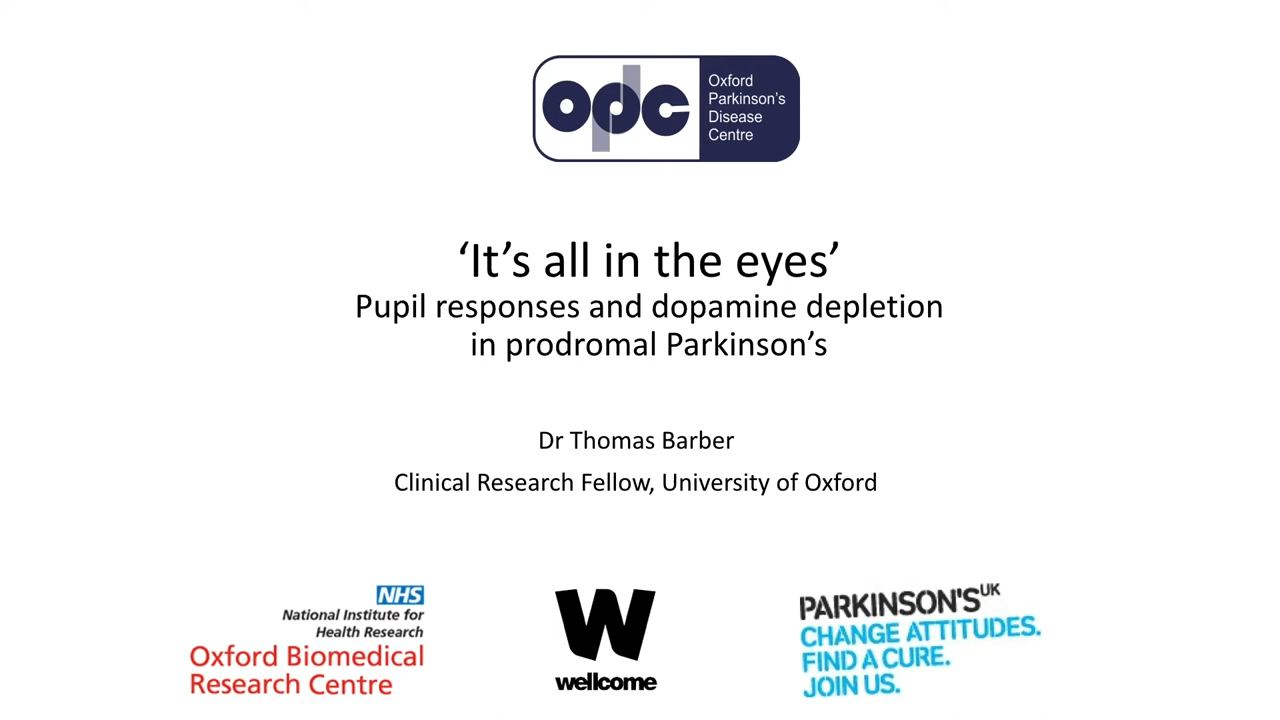 opdc
Oxford
Parkinson's
Disease
Centre
‘It’s all in the eyes’
Pupil responses and dopamine depletion
in prodromal Parkinson’s
Dr Thomas Barber
Clinical Research Fellow, University of Oxford
NHS
National Institute for
Health Research
Oxford Biomedical
Research Centre
W
wellcome
PARKINSON'S UK
CHANGE ATTITUDES.
FIND A CURE.
JOIN US.